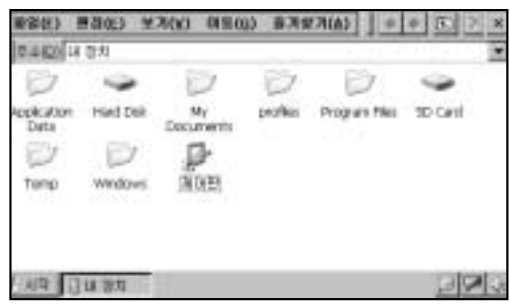 파일(F) 편집(E) 보기(V) 이동(G) 즐겨찾기(A)
주소(D) 내 장치
Application Data
Hard Disk
My Documents
profiles
Program Files
SD Card
Temp
Windows
제어판
시작 내 장치